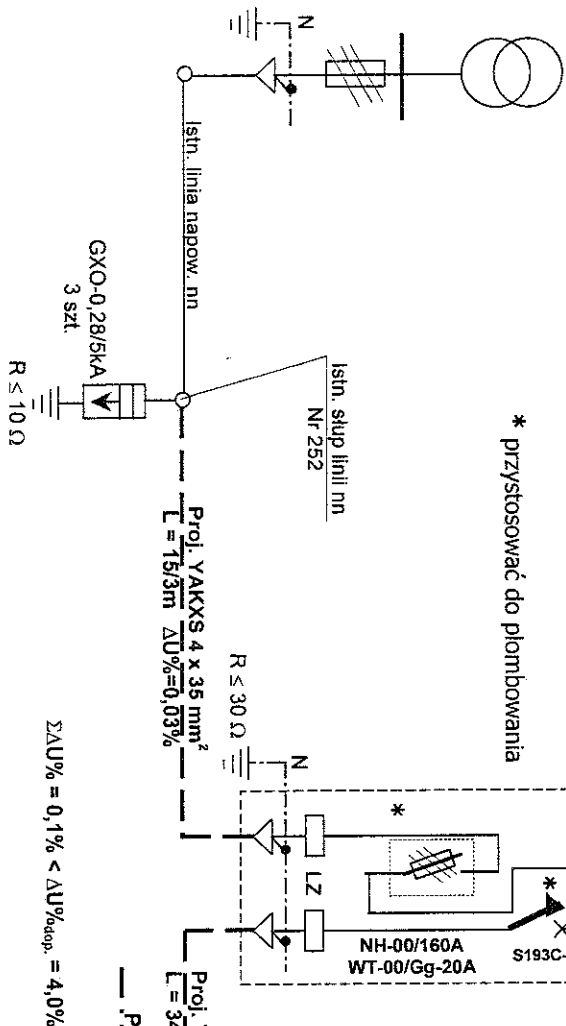 N
Istn. linia napow. nn
GXO-0,28/5kA
3 szt.
R ≤ 10 Ω
Istn. słup linii nn
Nr 252
* przystosować do plombowania
Proj. YAKXS 4 x 35 mm²
L = 15/3m ΔU%=0,03%
R ≤ 30 Ω
N
*
LZ
*
NH-00/160A
WT-00/Gg-20A
S193C-
Proj.
L = 34
ΣΔU% = 0,1% < ΔU%dop. = 4,0%